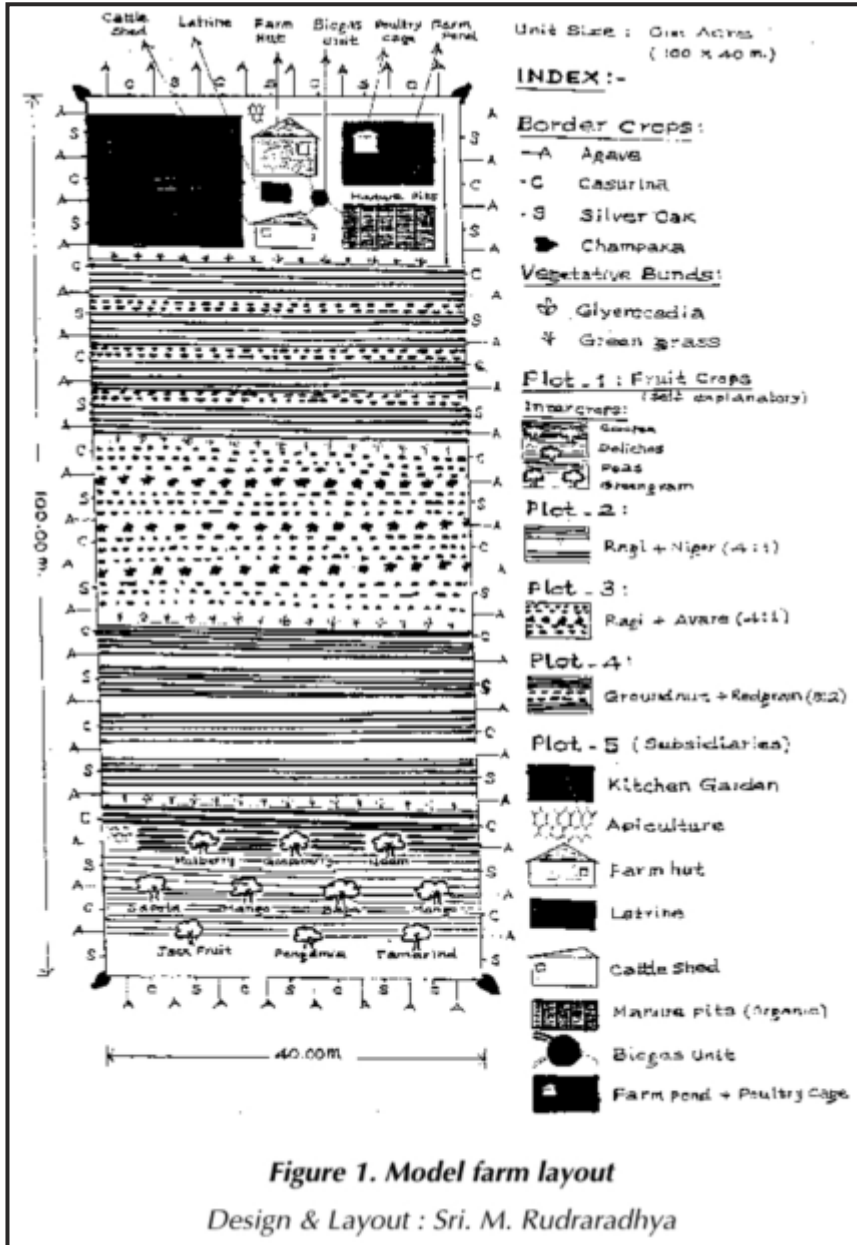 Cattle Shed
Latrine
Farm Hut
Biogas Unit
Poultry cage
Farm Pond
Manure Pits
100.00 m.
Mulberry
Sapota
Mango
Mango
Jack Fruit
Pongamia
Tamarind
40.00m
Unit Size : One Acres
(100 x 40 m.)
INDEX:-
Border Crops:
A Agave
C Casurina
S Silver Oak
Champaka
Vegetative Bunds:
Glyerecadia
Green grass
Plot-1: Fruit Crops
(self explanatory)
Inter crops:
Deliches
Peas
Greengram
Plot-2:
Ragi + Niger (4:1)
Plot-3:
Ragi + Avare (4:1)
Plot-4:
Groundnut + Redgram (8:2)
Plot-5 (Subsidiaries)
Kitchen Garden
Apiculture
Farm hut
Latrine
Cattle Shed
Manure pits (Organic)
Biogas Unit
Farm Pond + Poultry Cage
Figure 1. Model farm layout
Design & Layout : Sri. M. Rudraradhya